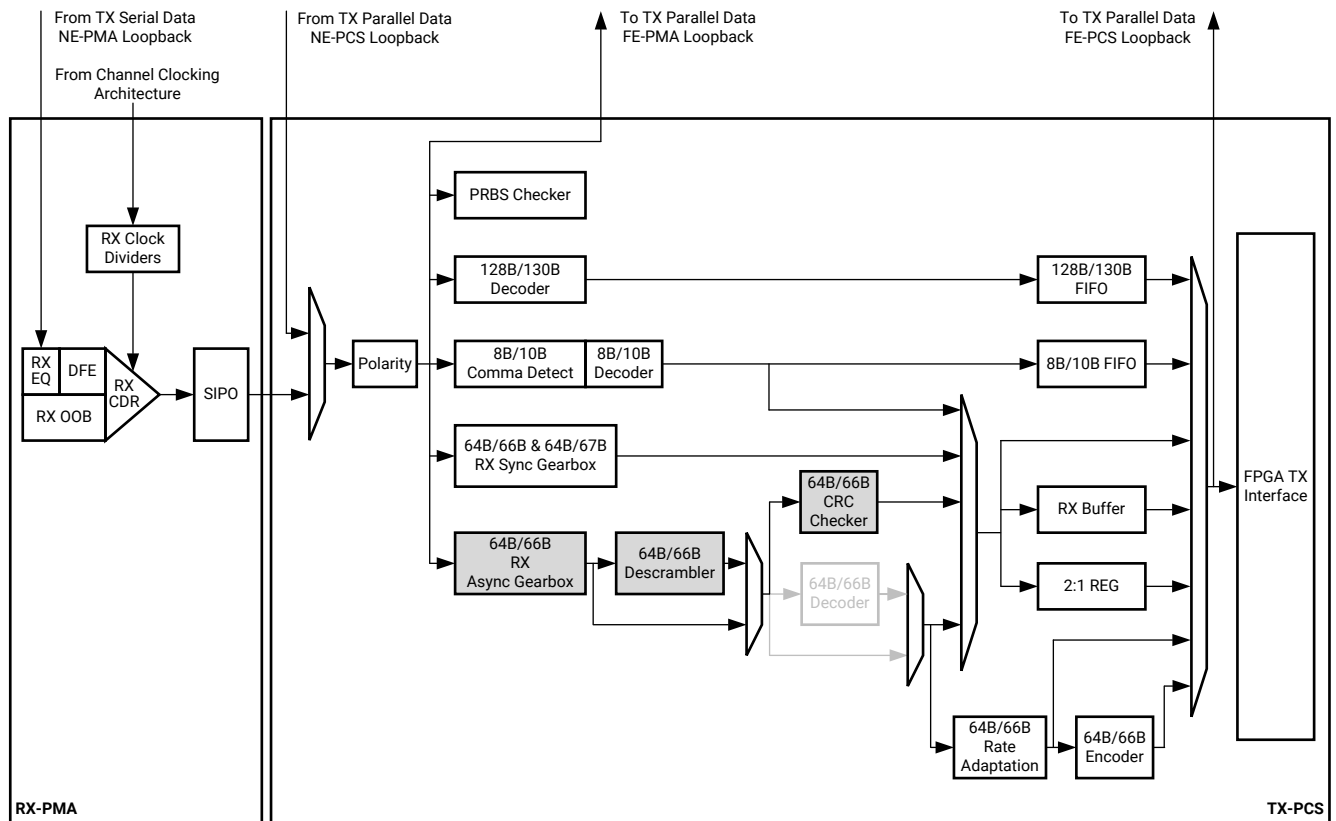 From TX Serial Data
NE-PMA Loopback
From TX Parallel Data
NE-PCS Loopback
To TX Parallel Data
FE-PMA Loopback
To TX Parallel Data
FE-PCS Loopback
From Channel Clocking
Architecture
PRBS Checker
RX Clock
Dividers
128B/130B
Decoder
128B/130B
FIFO
RX
EQ
DFE
RX
CDR
RX OOB
SIPO
Polarity
8B/10B
Comma Detect
8B/10B
Decoder
8B/10B FIFO
64B/66B & 64B/67B
RX Sync Gearbox
64B/66B
CRC
Checker
RX Buffer
FPGA TX
Interface
64B/66B
RX
Async Gearbox
64B/66B
Descrambler
64B/66B
Decoder
2:1 REG
64B/66B
Rate
Adaptation
64B/66B
Encoder
RX-PMA
TX-PCS